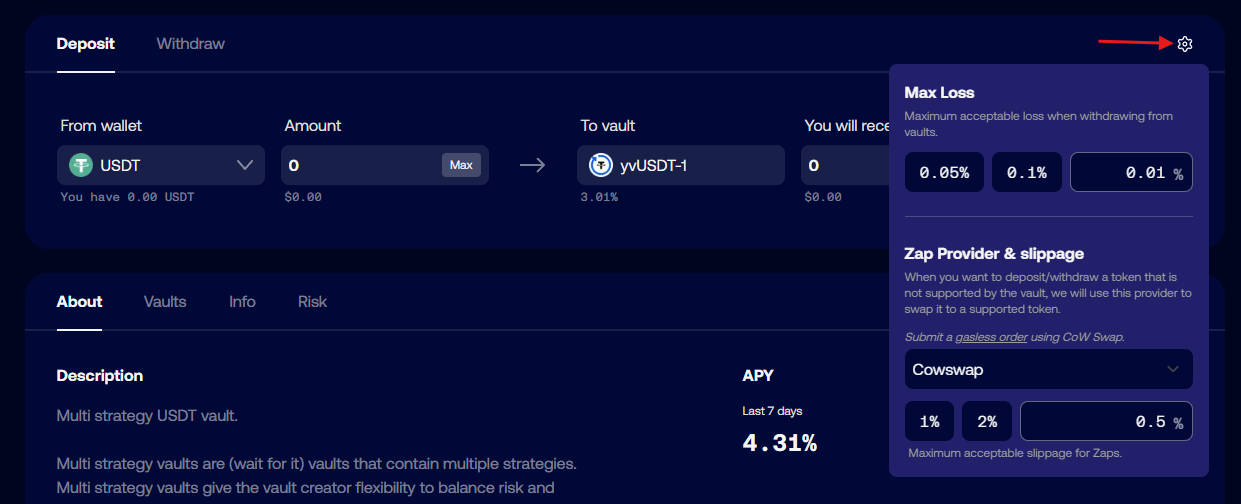 Deposit Withdraw
Max Loss
Maximum acceptable loss when withdrawing from
vaults.
0.05% 0.1% 0.01 %
From wallet Amount To vault You will rece
USDT 0 Max yvUSDT-1 0
You have 0.00 USDT $0.00 3.01% $0.00
Zap Provider & slippage
When you want to deposit/withdraw a token that is
not supported by the vault, we will use this provider to
swap it to a supported token.
Submit a gasless order using CoW Swap.
Cowswap
1% 2% 0.5 %
Maximum acceptable slippage for Zaps.
About Vaults Info Risk
Description
Multi strategy USDT vault.
Multi strategy vaults are (wait for it) vaults that contain multiple strategies.
Multi strategy vaults give the vault creator flexibility to balance risk and
APY
Last 7 days
4.31%